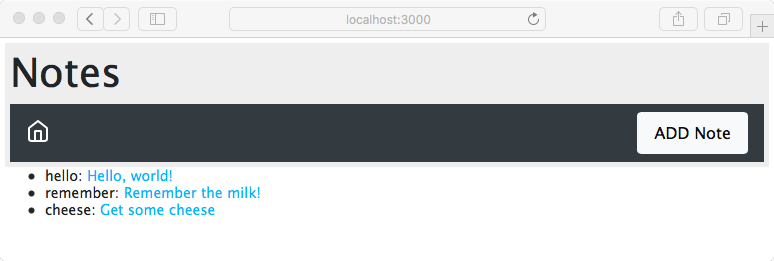 localhost:3000
Notes
ADD Note
hello: Hello, world!
remember: Remember the milk!
cheese: Get some cheese